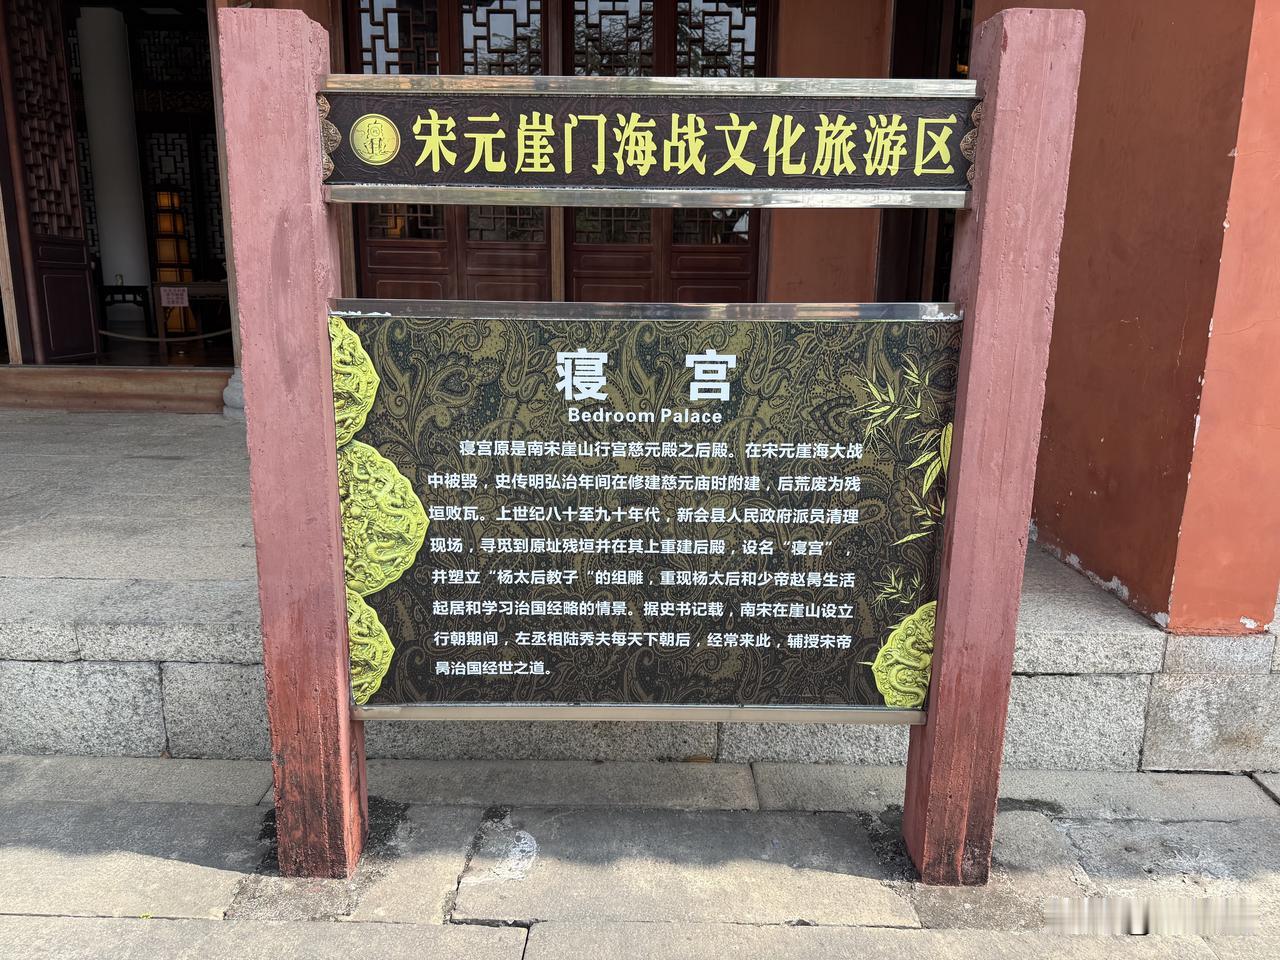 宋元崖门海战文化旅游区
寝 宫
Bedroom Palace
寝宫原是南宋崖山行宫慈元殿之后殿。在宋元崖海大战
中被毁，史传明弘治年间在修建慈元庙时附建，后荒废为残
垣败瓦。上世纪八十至九十年代，新会县人民政府派员清理
现场，寻觅到原址残垣并在其上重建后殿，设名“寝宫”，
并塑立“杨太后教子“的组雕，重现杨太后和少帝赵昺生活
起居和学习治国经略的情景。据史书记载，南宋在崖山设立
行朝期间，左丞相陆秀夫每天下朝后，经常来此，辅授宋帝
昺治国经世之道。